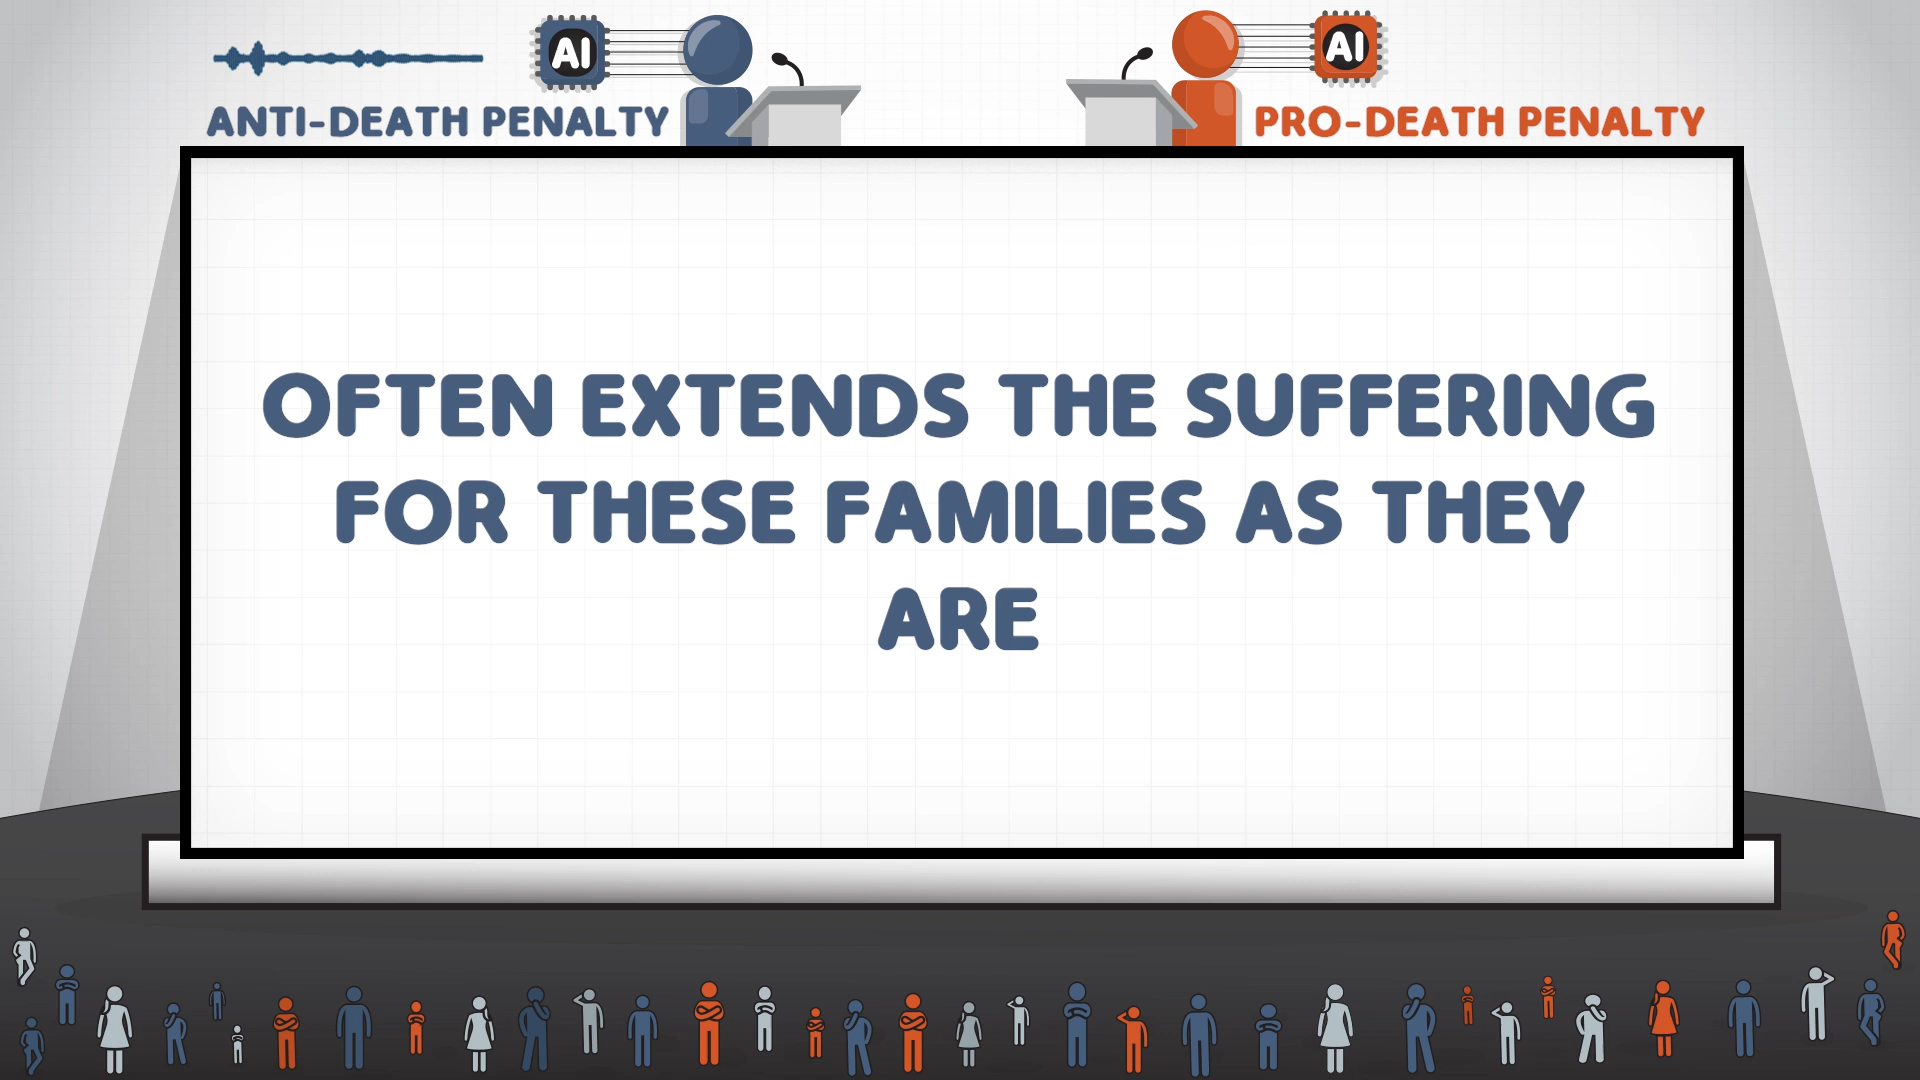 AI
AI
ANTI-DEATH PENALTY
PRO-DEATH PENALTY
OFTEN EXTENDS THE SUFFERING
FOR THESE FAMILIES AS THEY
ARE